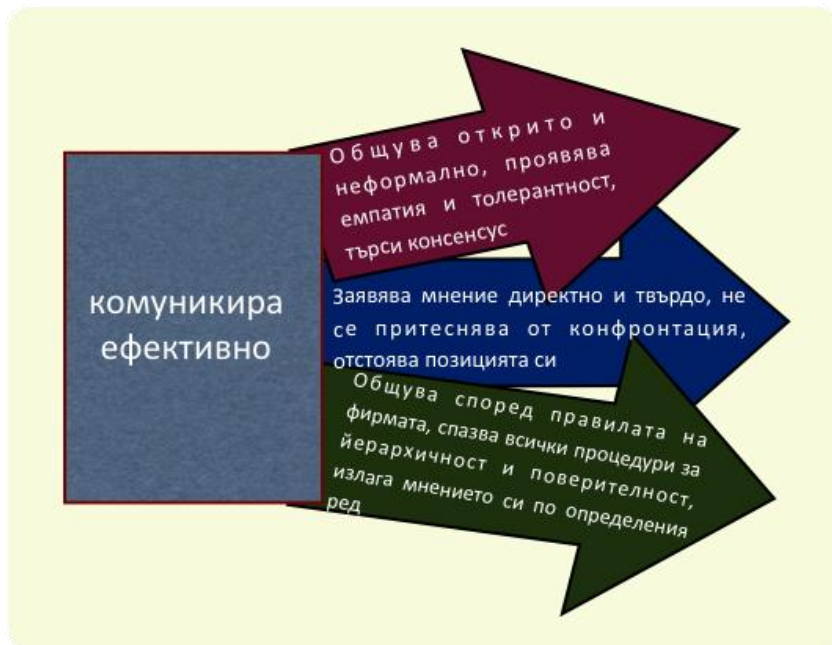 комуникира
ефективно
Общува открито и
неформално, проявява
емпатия и толерантност,
търси консенсус
Заявява мнение директно и твърдо, не
се притеснява от конфронтация,
отстоява позицията си
Общува според правилата на
фирмата, спазва всички процедури за
йерархичност и поверителност,
излага мнението си по определения
ред